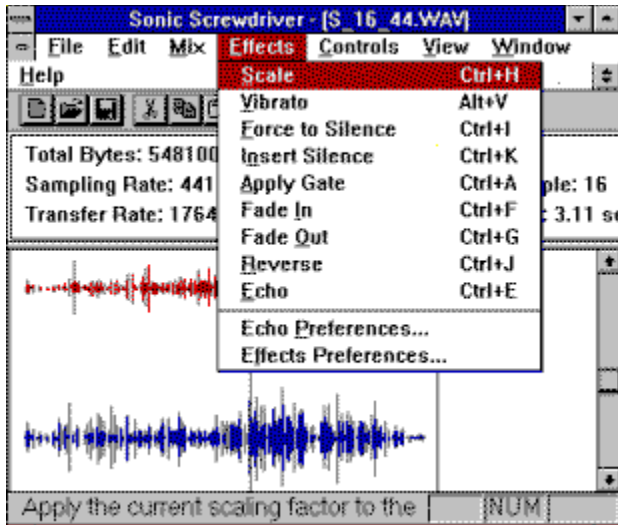 Sonic Screwdriver - [S_16_44.WAV]
File Edit Mix Effects Controls View Window
Help
Scale Ctrl+H
Vibrato Alt+V
Force to Silence Ctrl+I
Insert Silence Ctrl+K
Apply Gate Ctrl+A
Fade In Ctrl+F
Fade Out Ctrl+G
Reverse Ctrl+J
Echo Ctrl+E
Echo Preferences...
Effects Preferences...
Total Bytes: 548100
Sampling Rate: 441 ple: 16
Transfer Rate: 1764 : 3.11 se
Apply the current scaling factor to the NUM